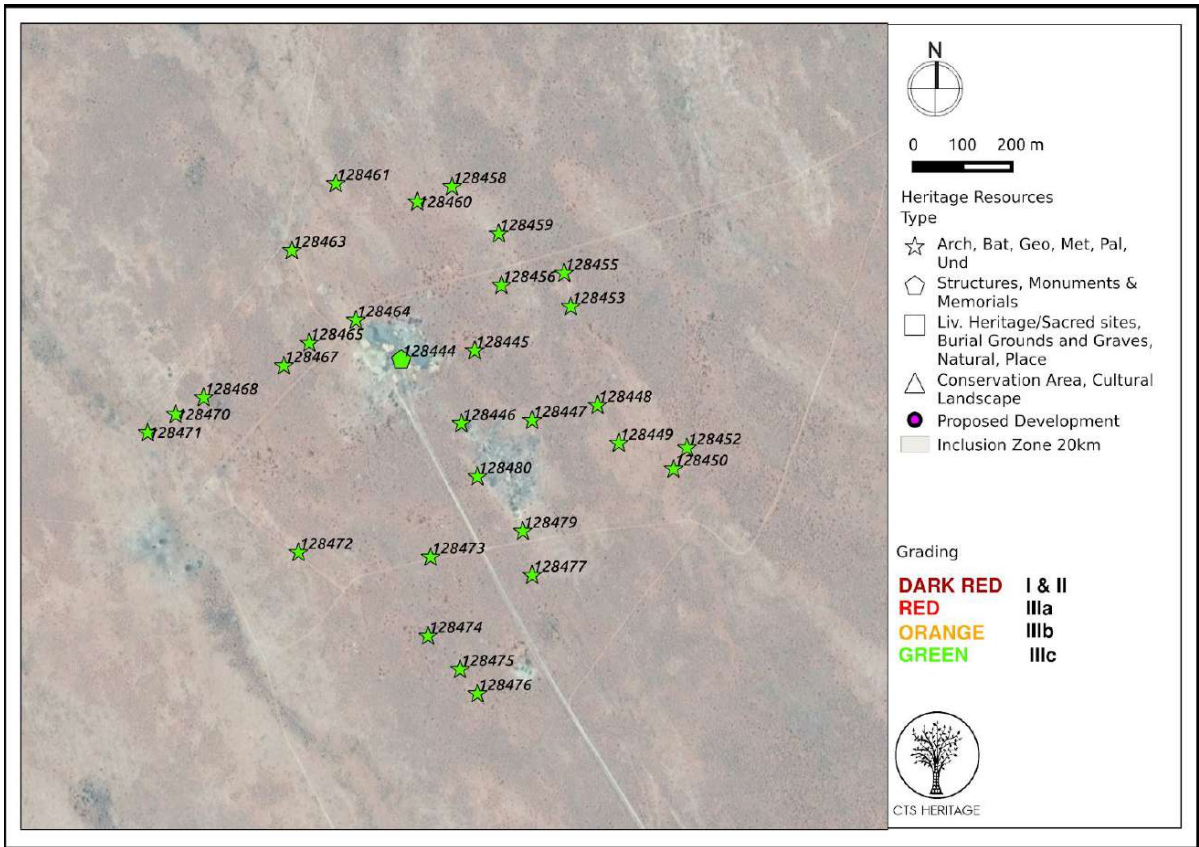 128461
128458
128460
128459
128463
128455
128456
128453
128464
128465
128444
128445
128467
128468
128448
128470
128446
128447
128471
128449
128452
128450
128480
128479
128472
128473
128477
128474
128475
128476
N
0 100 200 m
Heritage Resources
Type
Arch, Bat, Geo, Met, Pal,
Und
Structures, Monuments &
Memorials
Liv. Heritage/Sacred sites,
Burial Grounds and Graves,
Natural, Place
Conservation Area, Cultural
Landscape
Proposed Development
Inclusion Zone 20km
Grading
DARK RED I & II
RED IIIa
ORANGE IIIb
GREEN IIIc
CTS HERITAGE